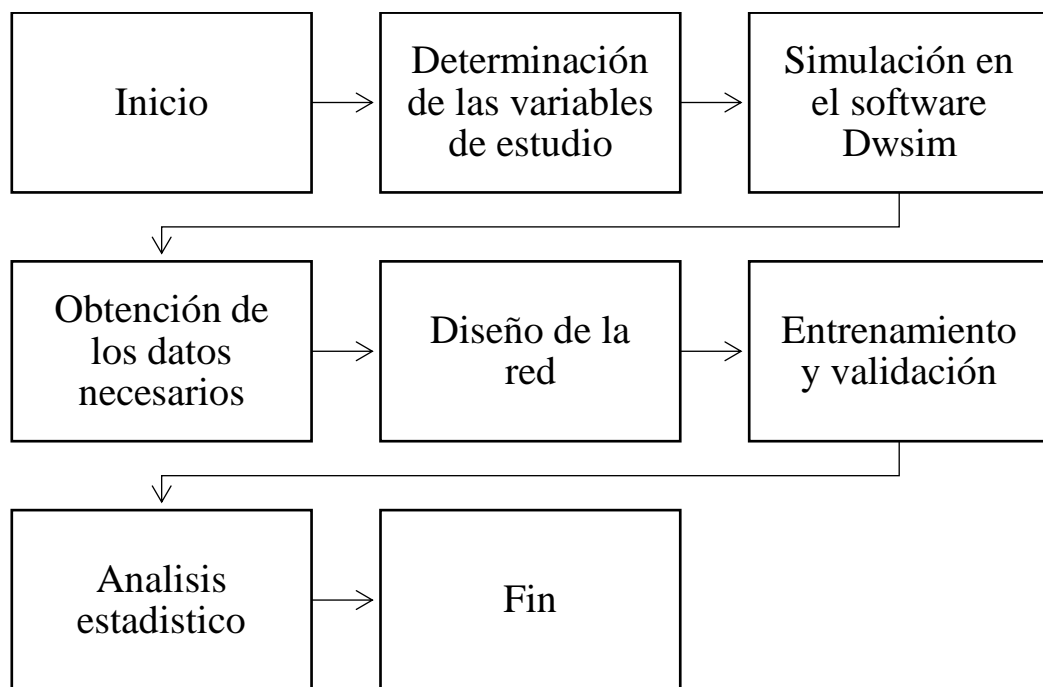 Inicio
Determinación
de las variables
de estudio
Simulación en
el software
Dwsim
Obtención de
los datos
necesarios
Diseño de la
red
Entrenamiento
y validación
Analisis
estadistico
Fin